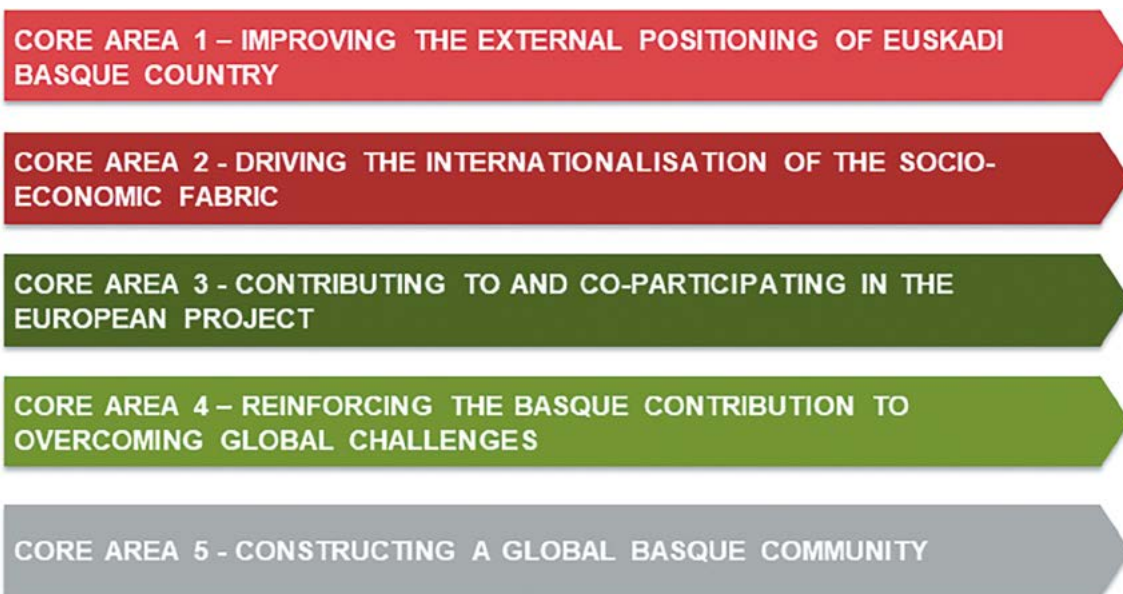 CORE AREA 1 – IMPROVING THE EXTERNAL POSITIONING OF EUSKADI
BASQUE COUNTRY
CORE AREA 2 - DRIVING THE INTERNATIONALISATION OF THE SOCIO-
ECONOMIC FABRIC
CORE AREA 3 - CONTRIBUTING TO AND CO-PARTICIPATING IN THE
EUROPEAN PROJECT
CORE AREA 4 – REINFORCING THE BASQUE CONTRIBUTION TO
OVERCOMING GLOBAL CHALLENGES
CORE AREA 5 - CONSTRUCTING A GLOBAL BASQUE COMMUNITY